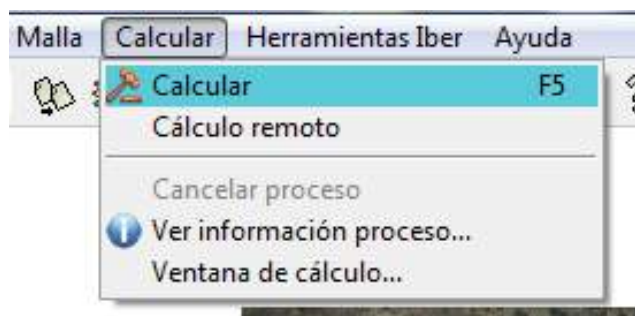 Malla Calcular Herramientas Iber Ayuda
Calcular F5
Cálculo remoto
Cancelar proceso
Ver información proceso...
Ventana de cálculo...